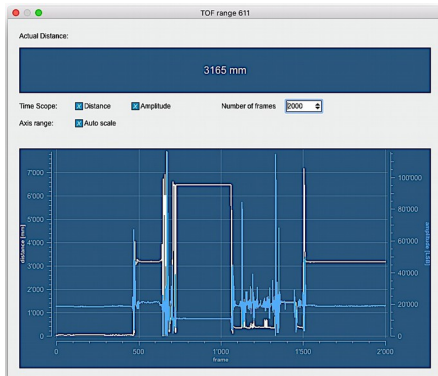 TOF range 611
Actual Distance:
3165 mm
Time Scope: Distance Amplitude Number of frames 2000
Axis range: Auto scale
distance [mm]
7'000
6'000
5'000
4'000
3'000
2'000
1'000
0
amplitude [LSB]
100'000
80'000
60'000
40'000
20'000
0
0 500 1'000 1'500 2'000
frame